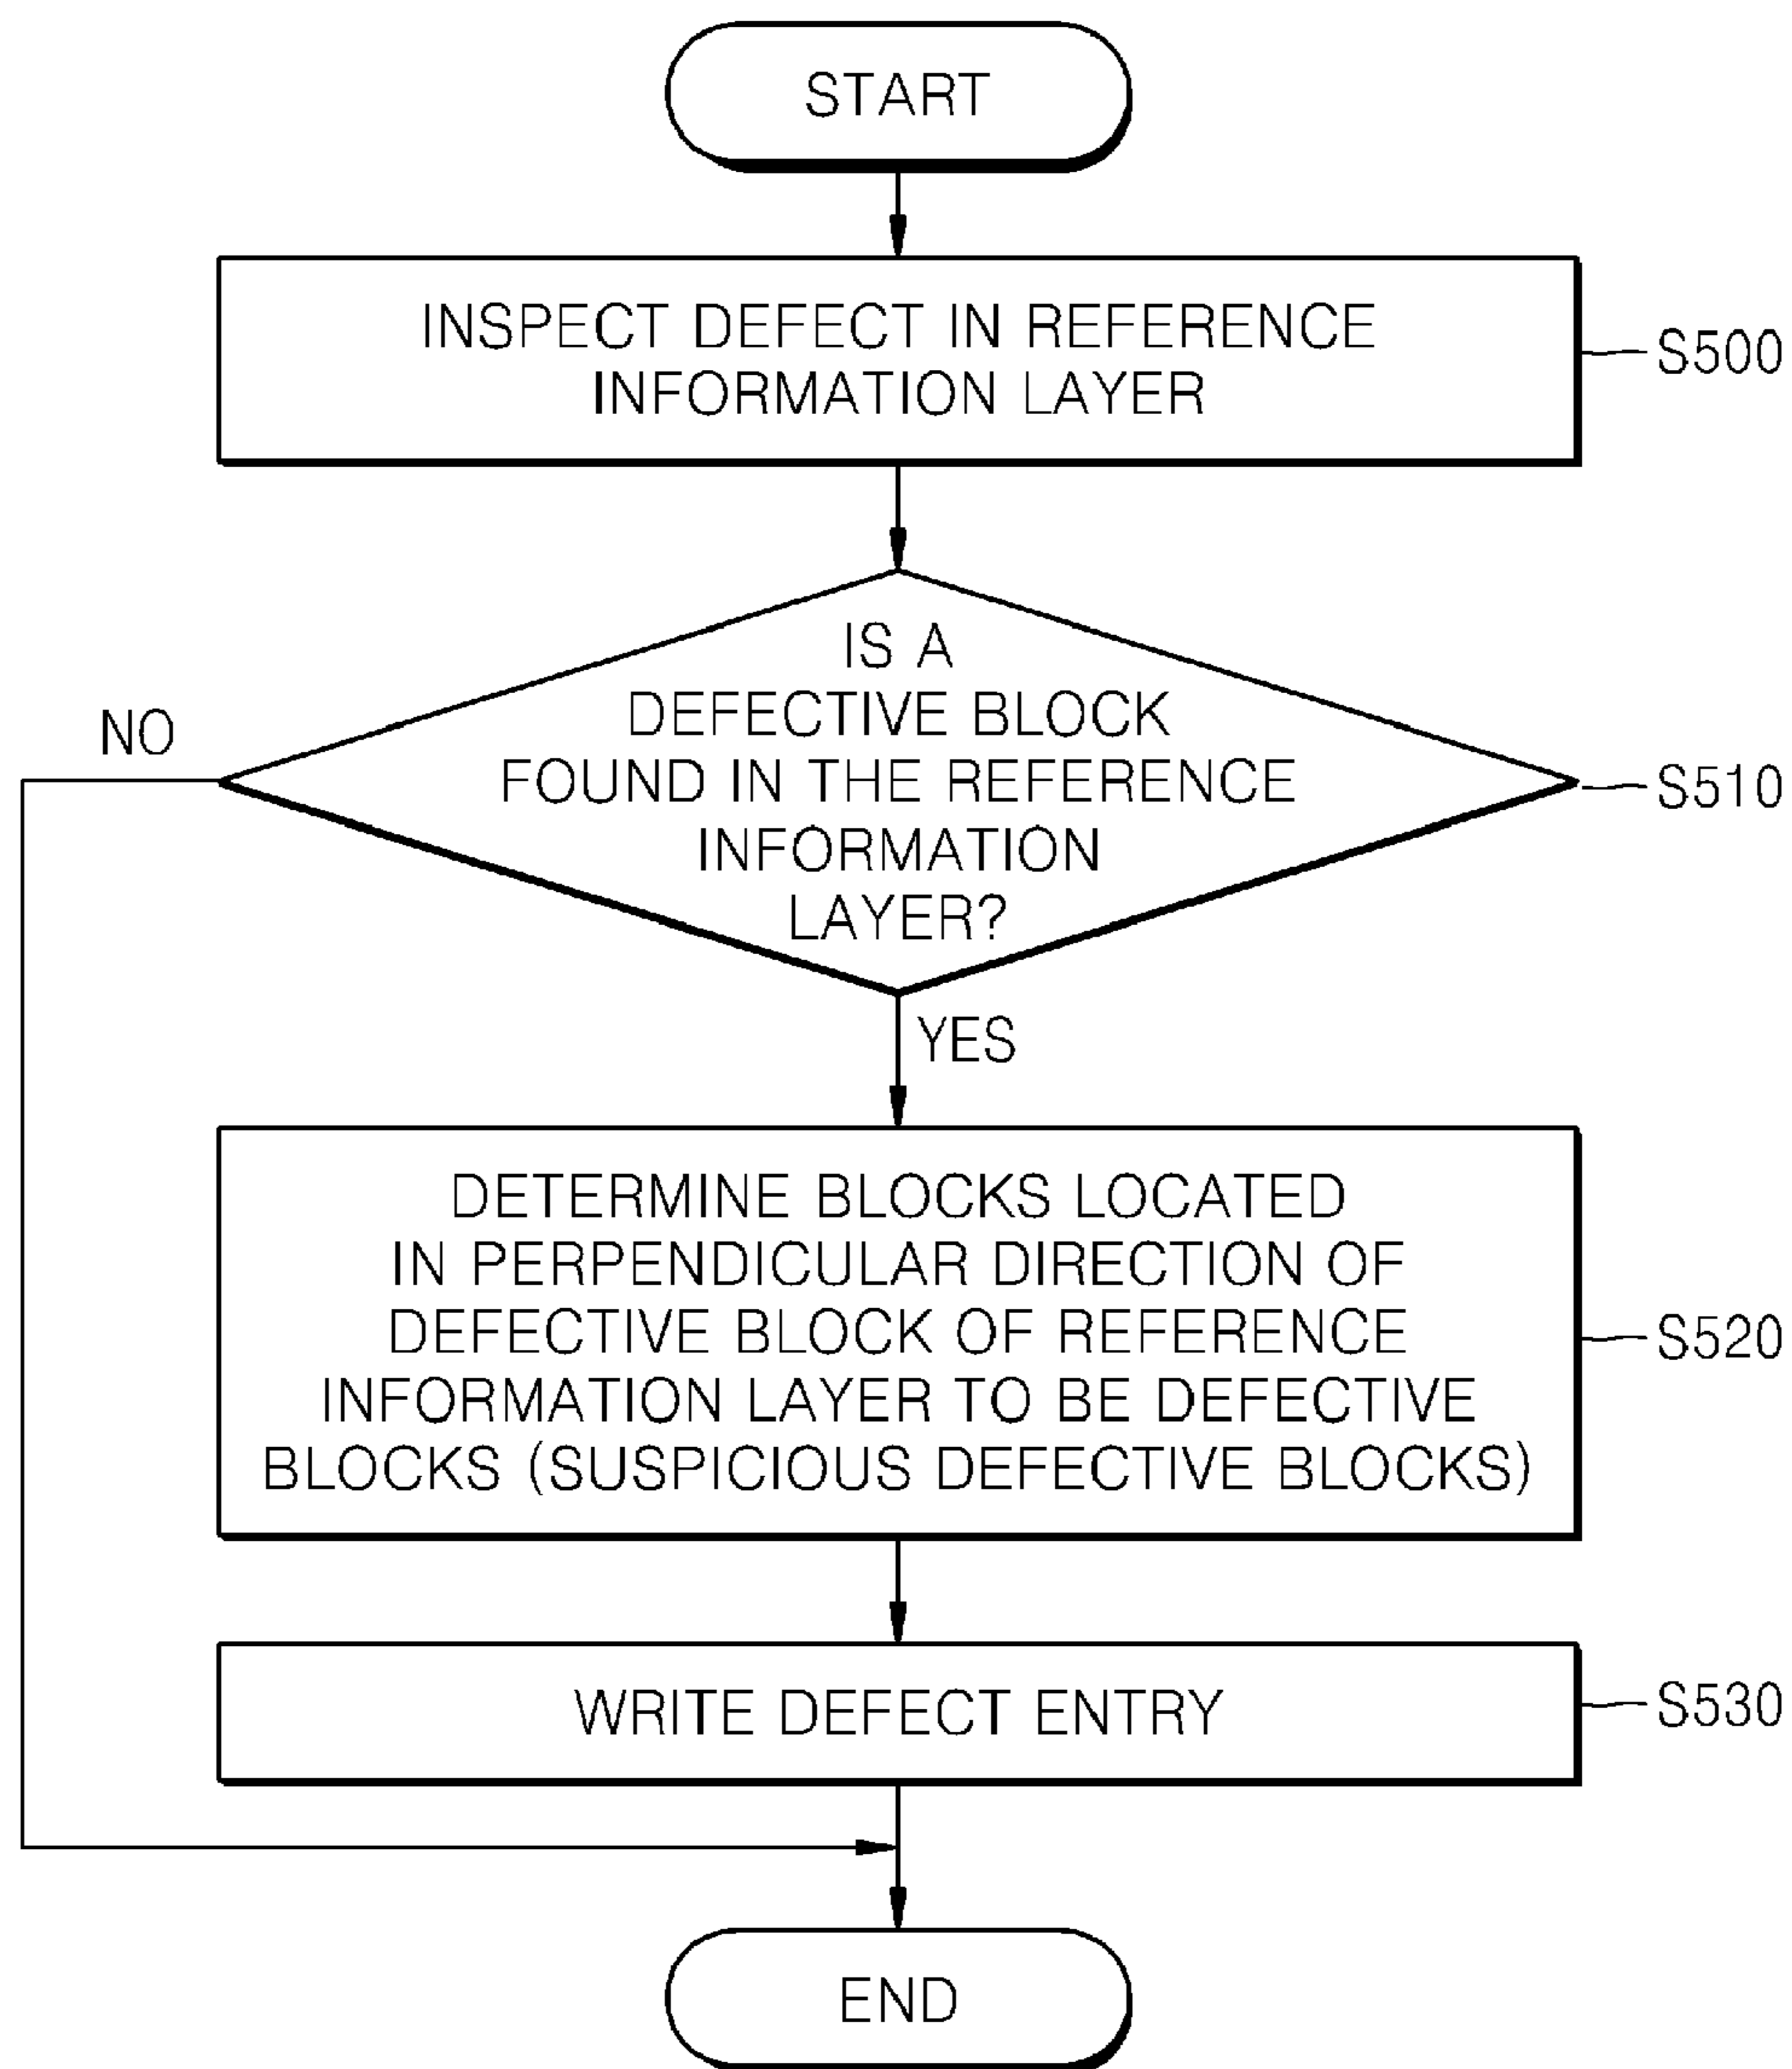 START
INSPECT DEFECT IN REFERENCE
INFORMATION LAYER
S500
IS A
DEFECTIVE BLOCK
FOUND IN THE REFERENCE
INFORMATION
LAYER?
NO
S510
YES
DETERMINE BLOCKS LOCATED
IN PERPENDICULAR DIRECTION OF
DEFECTIVE BLOCK OF REFERENCE
INFORMATION LAYER TO BE DEFECTIVE
BLOCKS (SUSPICIOUS DEFECTIVE BLOCKS)
S520
WRITE DEFECT ENTRY
S530
END